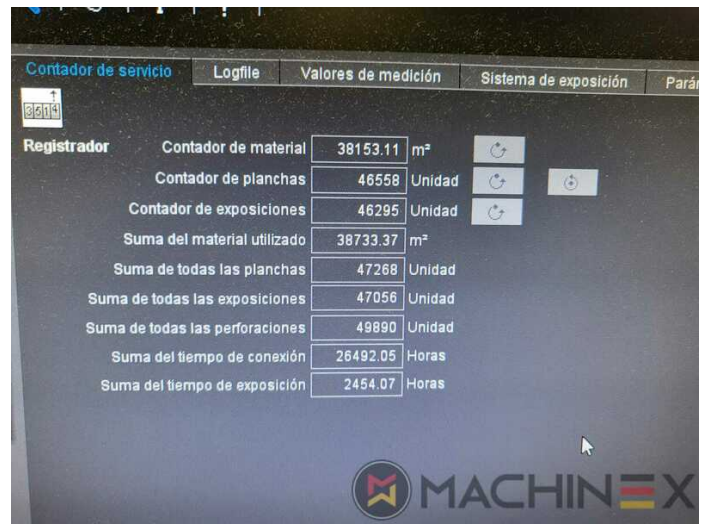 Contador de servicio Logfile Valores de medición Sistema de exposición Pará
3614
Registrador Contador de material 38153.11 m²
Contador de planchas 46558 Unidad
Contador de exposiciones 46295 Unidad
Suma del material utilizado 38733.37 m²
Suma de todas las planchas 47268 Unidad
Suma de todas las exposiciones 47056 Unidad
Suma de todas las perforaciones 49890 Unidad
Suma del tiempo de conexión 26492.05 Horas
Suma del tiempo de exposición 2454.07 Horas
MACHINEX